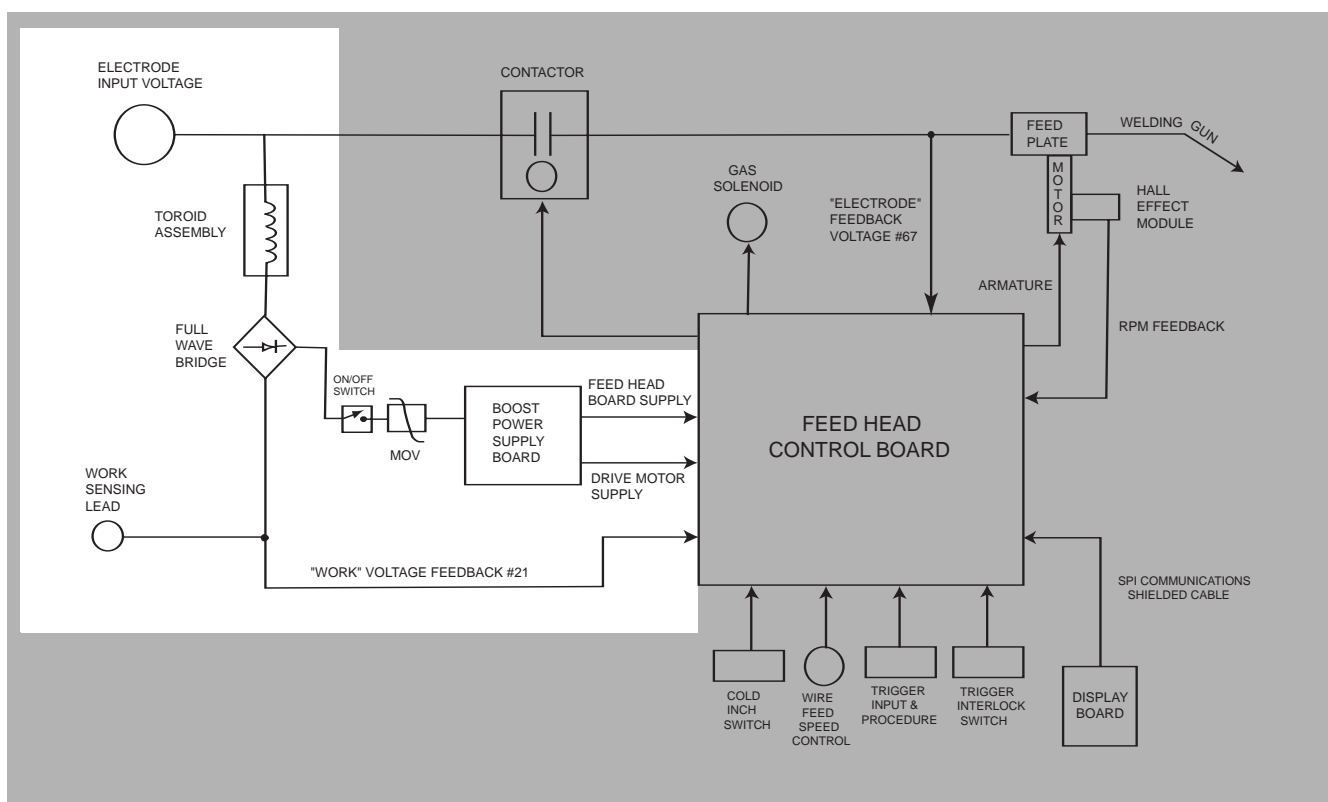 ELECTRODE
INPUT VOLTAGE
CONTACTOR
FEED
PLATE
WELDING GUN
MOTOR
HALL
EFFECT
MODULE
GAS
SOLENOID
"ELECTRODE"
FEEDBACK
VOLTAGE #67
TOROID
ASSEMBLY
ARMATURE
RPM FEEDBACK
FULL
WAVE
BRIDGE
ON/OFF
SWITCH
MOV
BOOST
POWER
SUPPLY
BOARD
FEED HEAD
BOARD SUPPLY
DRIVE MOTOR
SUPPLY
FEED HEAD
CONTROL BOARD
WORK
SENSING
LEAD
"WORK" VOLTAGE FEEDBACK #21
SPI COMMUNICATIONS
SHIELDED CABLE
COLD
INCH
SWITCH
WIRE
FEED
SPEED
CONTROL
TRIGGER
INPUT &
PROCEDURE
TRIGGER
INTERLOCK
SWITCH
DISPLAY
BOARD